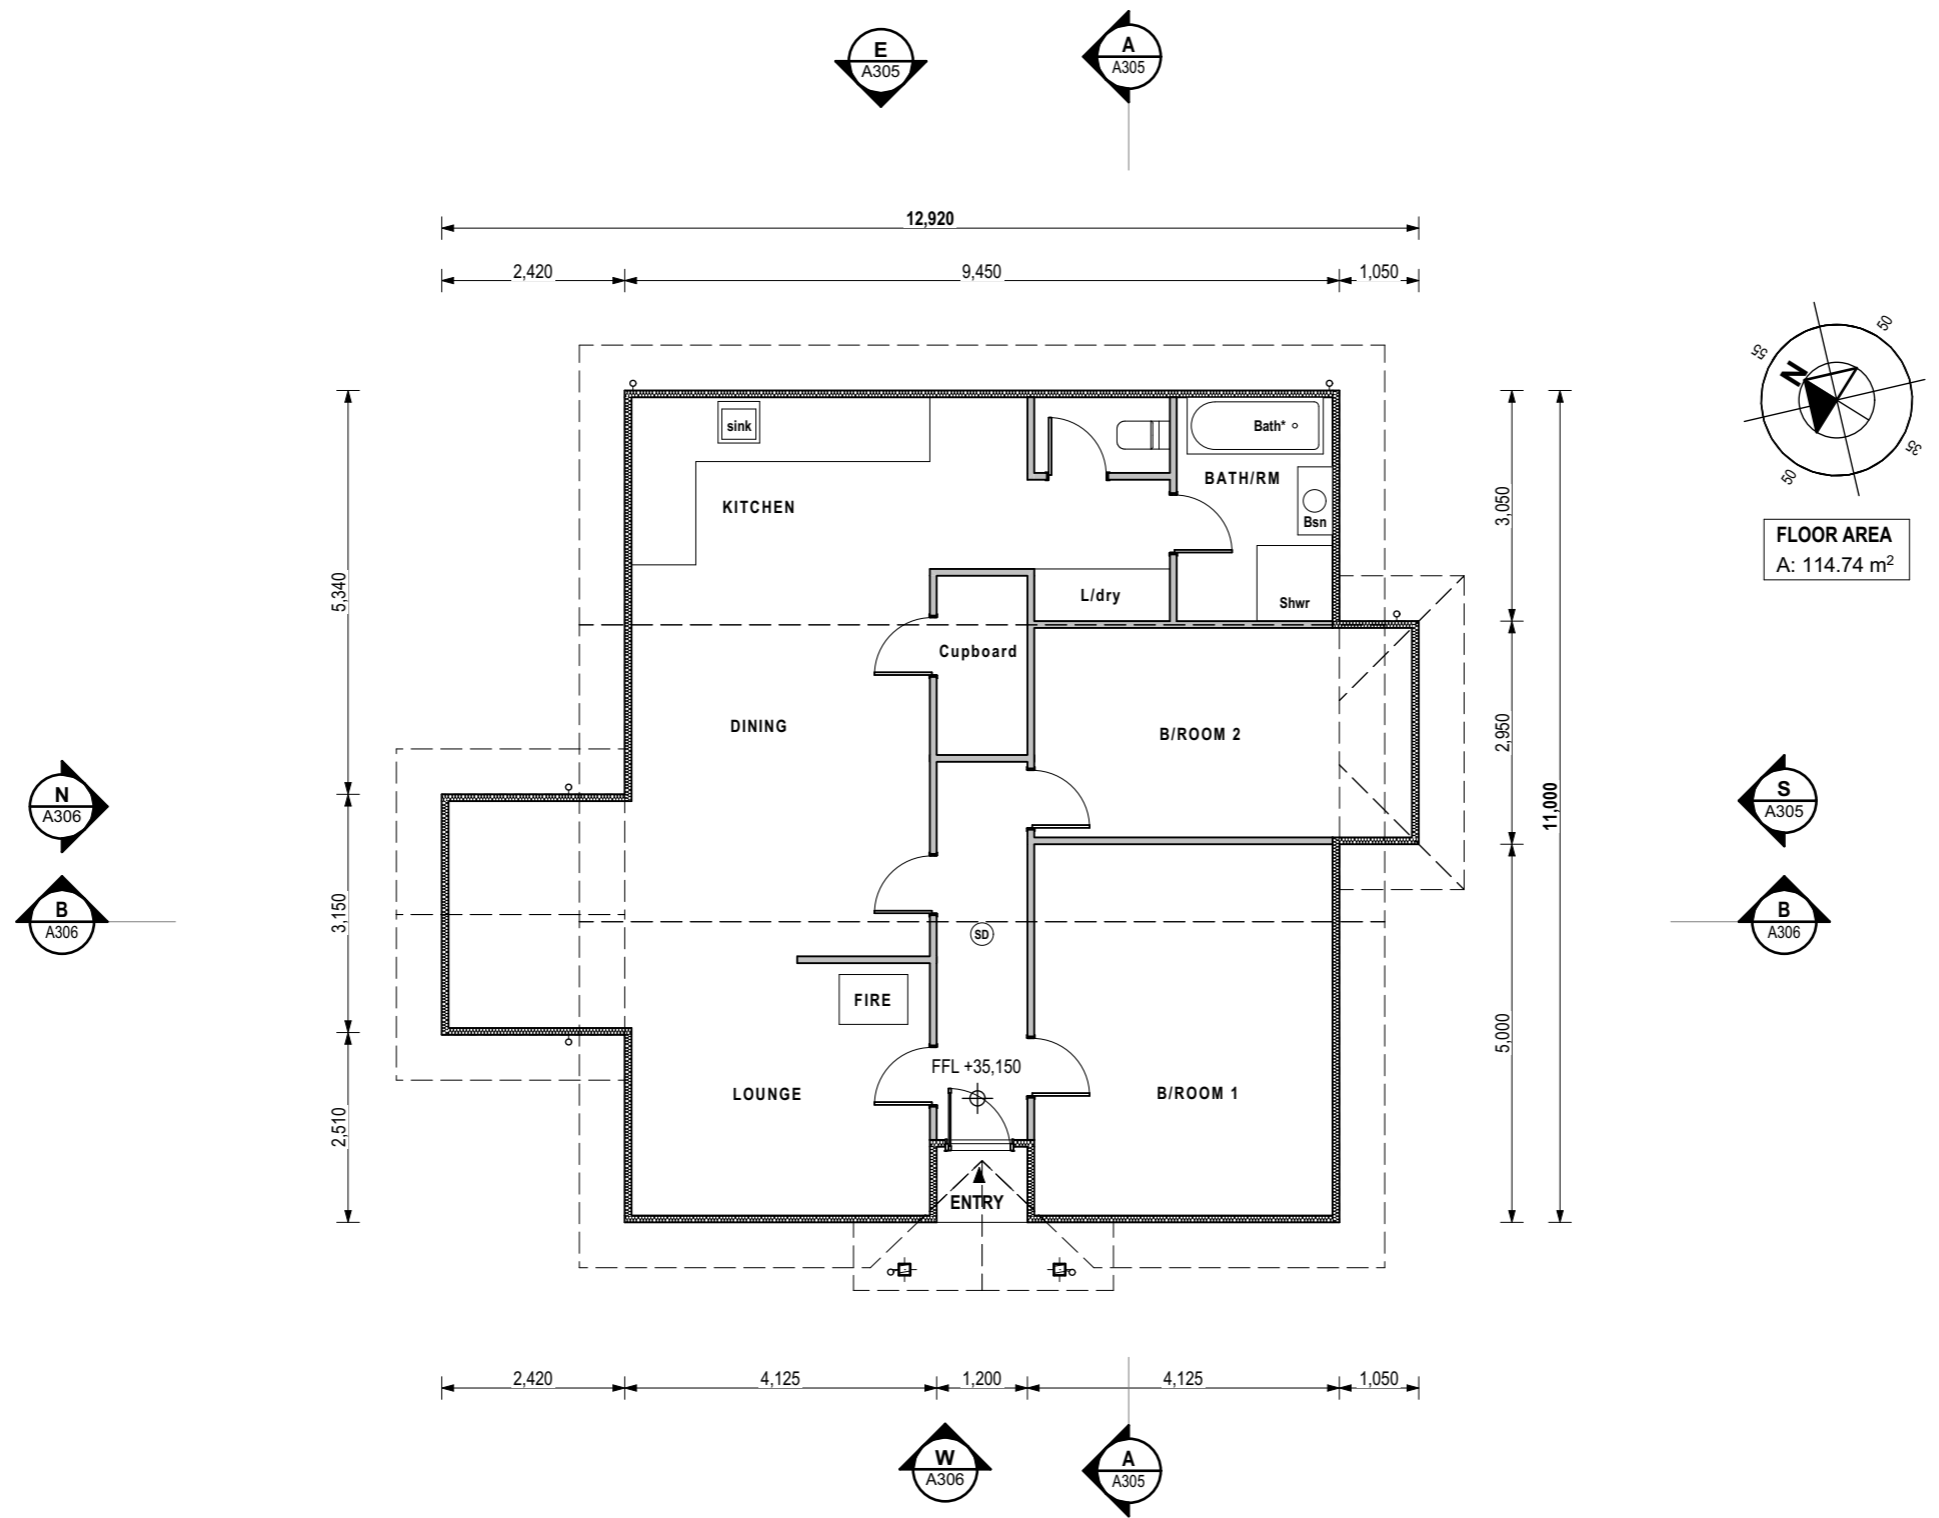 E
A305
A
A305
12,920
2,420
9,450
1,050
50
55
N
35
50
FLOOR AREA
A: 114.74 m²
sink
Bath*
BATH/RM
KITCHEN
Bsn
3,050
5,340
L/dry
Shwr
Cupboard
DINING
B/ROOM 2
2,950
11,000
N
A306
S
A305
B
A306
3,150
SD
B
A306
FIRE
5,000
FFL +35,150
LOUNGE
B/ROOM 1
2,510
ENTRY
2,420
4,125
1,200
4,125
1,050
W
A306
A
A305